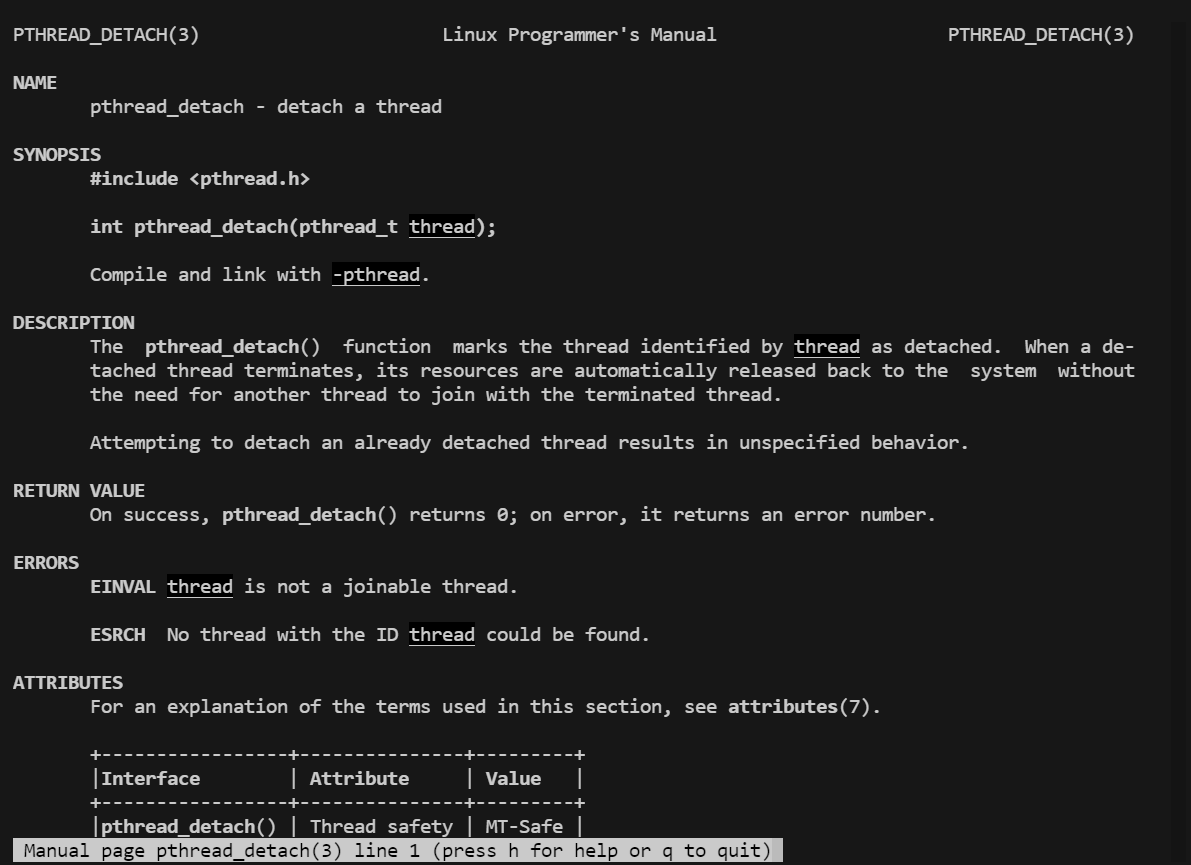 PTHREAD_DETACH(3)                      Linux Programmer's Manual                     PTHREAD_DETACH(3)
NAME
       pthread_detach - detach a thread
SYNOPSIS
       #include <pthread.h>
       int pthread_detach(pthread_t thread);
       Compile and link with -pthread.
DESCRIPTION
       The  pthread_detach()  function  marks the thread identified by thread as detached.  When a de-
       tached thread terminates, its resources are automatically released back to the  system  without
       the need for another thread to join with the terminated thread.
       Attempting to detach an already detached thread results in unspecified behavior.
RETURN VALUE
       On success, pthread_detach() returns 0; on error, it returns an error number.
ERRORS
       EINVAL thread is not a joinable thread.
       ESRCH  No thread with the ID thread could be found.
ATTRIBUTES
       For an explanation of the terms used in this section, see attributes(7).
       +-----------------+---------------+---------+
       |Interface        | Attribute     | Value   |
       +-----------------+---------------+---------+
       |pthread_detach() | Thread safety | MT-Safe |
 Manual page pthread_detach(3) line 1 (press h for help or q to quit)